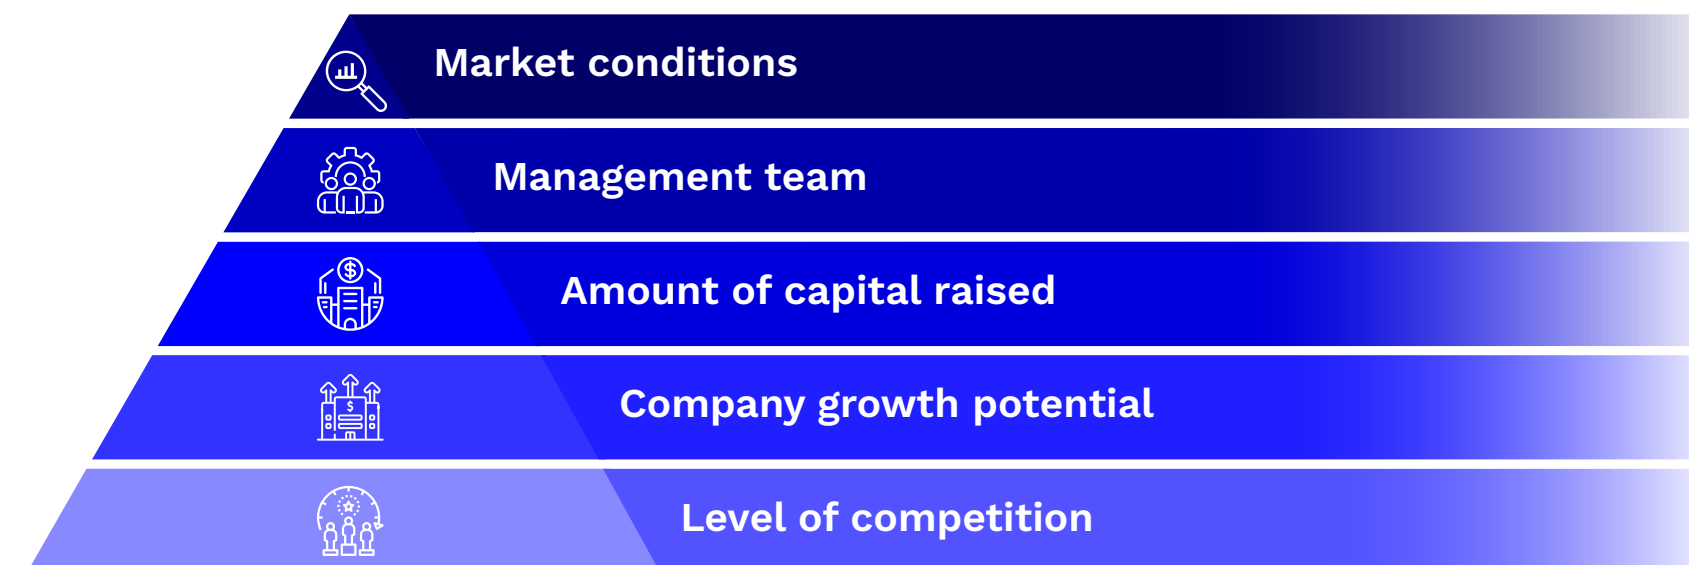 Market conditions
Management team
Amount of capital raised
Company growth potential
Level of competition